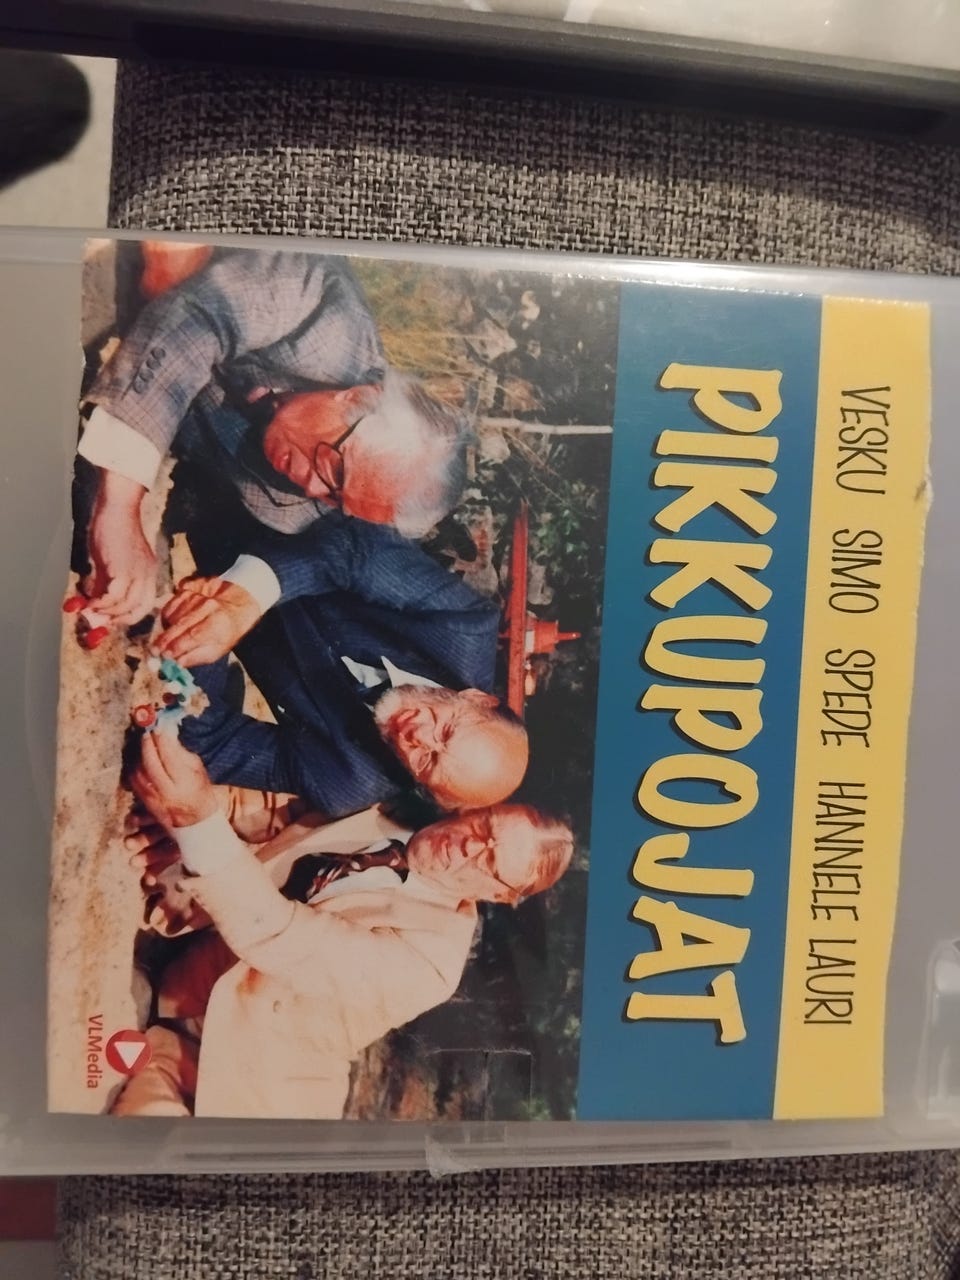 VESKU SIMO SPEDE HANNELE LAURI
PIKKUPOJAT
VLMedia